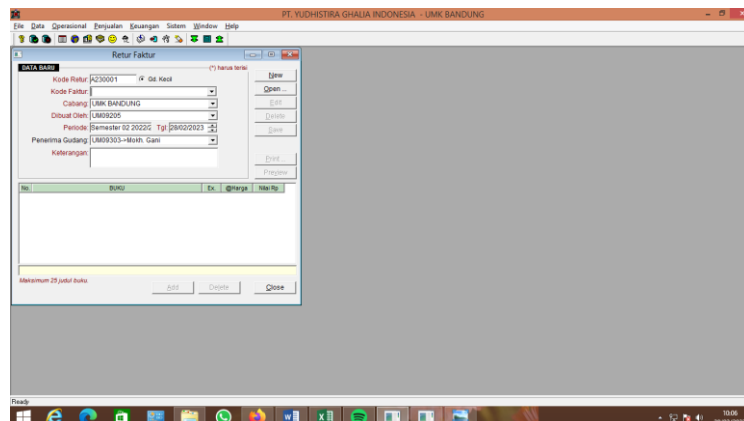 PT. YUDHISTIRA GHALIA INDONESIA - UMK BANDUNG
File Data Operasional Penjualan Keuangan Sistem Window Help
Retur Faktur
DATA BARU
(*) harus terisi
Kode Retur: A230001 Gd. Kecil
Kode Faktur:
Cabang: UMK BANDUNG
Dibuat Oleh: UM09205
Periode: Semester 02 2022/2 Tgl: 28/02/2023
Penerima Gudang: UM09303->Mokh. Gani
Keterangan:
New
Open ...
Edit
Delete
Save
Print ...
Preview
No. BUKU Ex. @Harga Nilai Rp
Maksimum 25 judul buku.
Add Delete Close
Ready
10:06